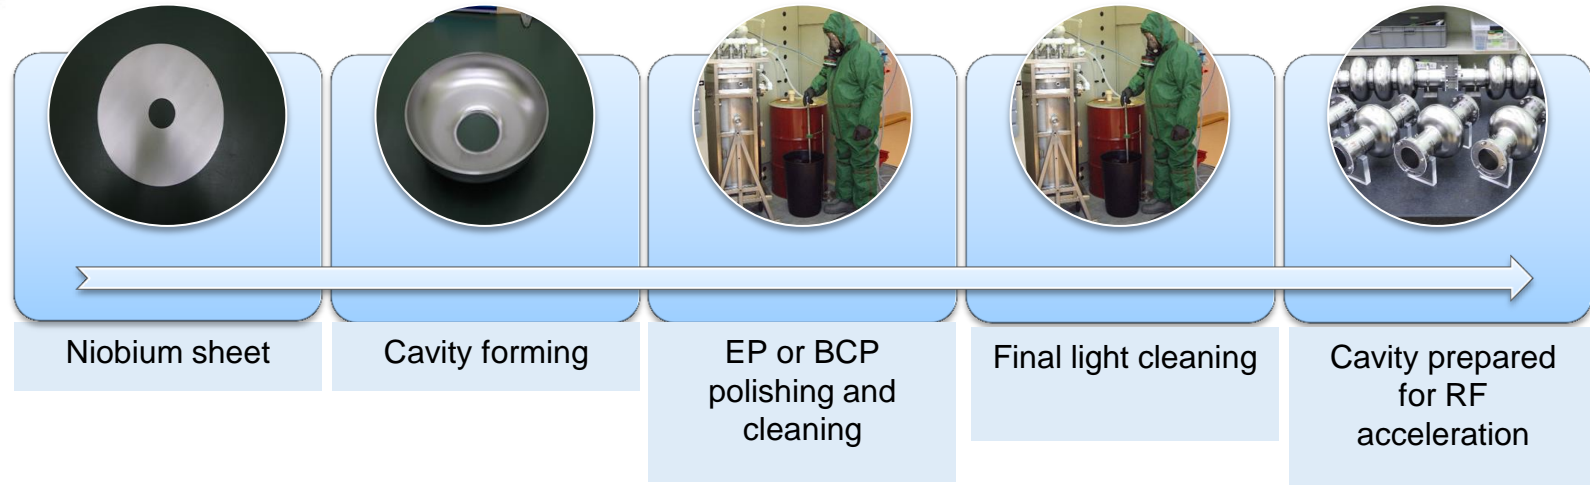 Niobium sheet
Cavity forming
EP or BCP
polishing and
cleaning
Final light cleaning
Cavity prepared
for RF
acceleration